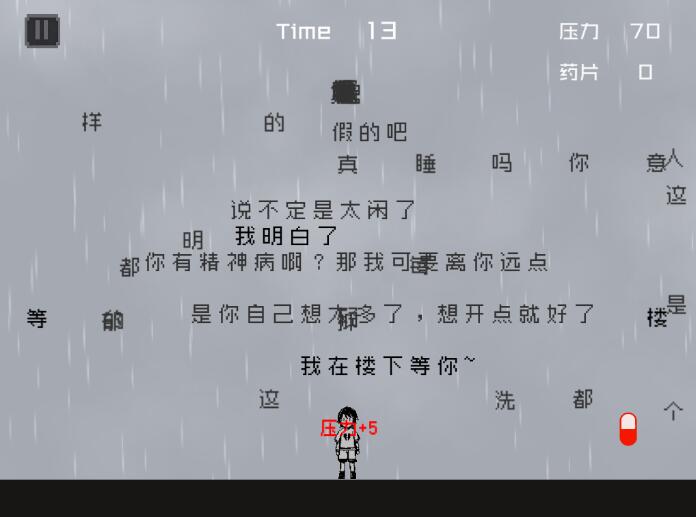 Time 13
压力 70
药片 0
样 的
假的吧
真 睡 吗 你 意
人
这
说不定是太闲了
明
我明白了
都
你有精神病啊？那我可要离你远点
等
是你自己想太多了，想开点就好了
楼
是
我在楼下等你~
这 洗 都 个
压力+5